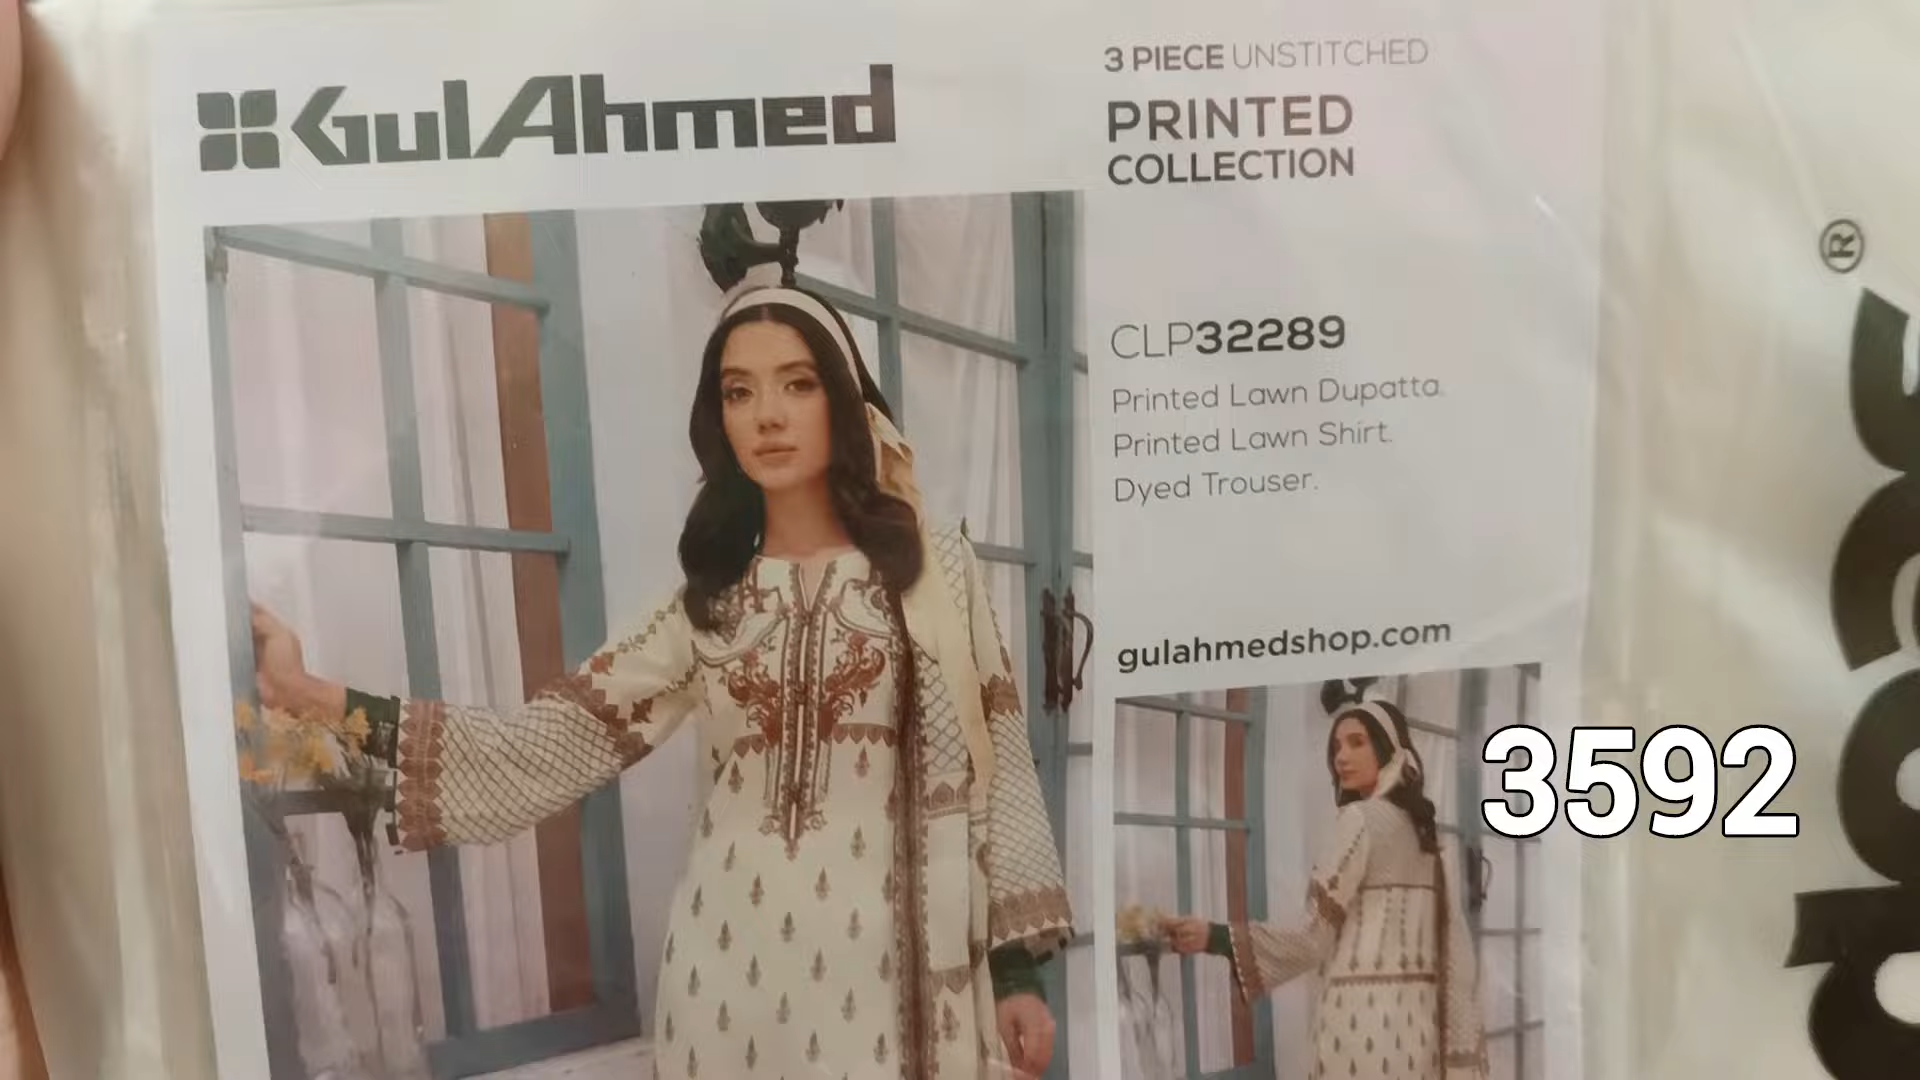 GulAhmed
3 PIECE UNSTITCHED
PRINTED
COLLECTION
CLP32289
Printed Lawn Dupatta.
Printed Lawn Shirt.
Dyed Trouser.
gulahmedshop.com
3592
®